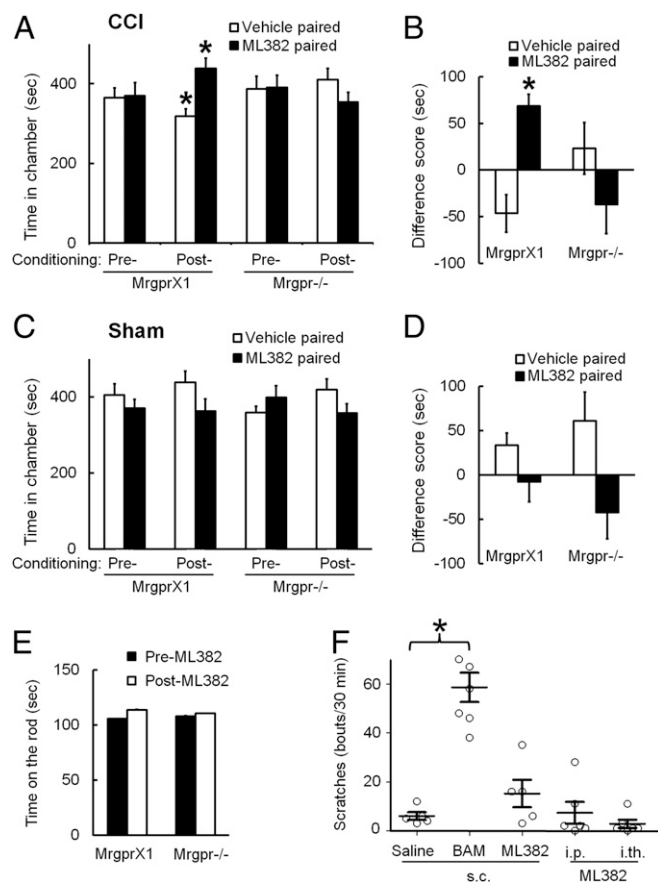 A CCI
Vehicle paired
ML382 paired
Time in chamber (sec)
400
200
0
* *
Conditioning: Pre- Post- Pre- Post-
MrgprX1 Mrgpr-/-
B
Vehicle paired
ML382 paired
Difference score (sec)
100
50
0
-50
-100
*
MrgprX1 Mrgpr-/-
C Sham
Vehicle paired
ML382 paired
Time in chamber (sec)
400
200
0
Conditioning: Pre- Post- Pre- Post-
MrgprX1 Mrgpr-/-
D
Vehicle paired
ML382 paired
Difference score (sec)
100
50
0
-50
-100
MrgprX1 Mrgpr-/-
E
Pre-ML382
Post-ML382
Time on the rod (sec)
150
100
50
0
MrgprX1 Mrgpr-/-
F
*
Scratches (bouts/30 min)
60
40
20
0
Saline BAM ML382 i.p. i.th.
s.c. ML382